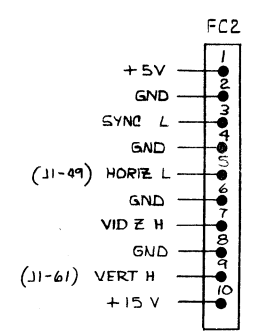 FC2
1
+5V
2
GND
3
SYNC L
4
GND
5
(J1-49) HORIZ L
6
GND
7
VID Z H
8
GND
9
(J1-61) VERT H
10
+15 V